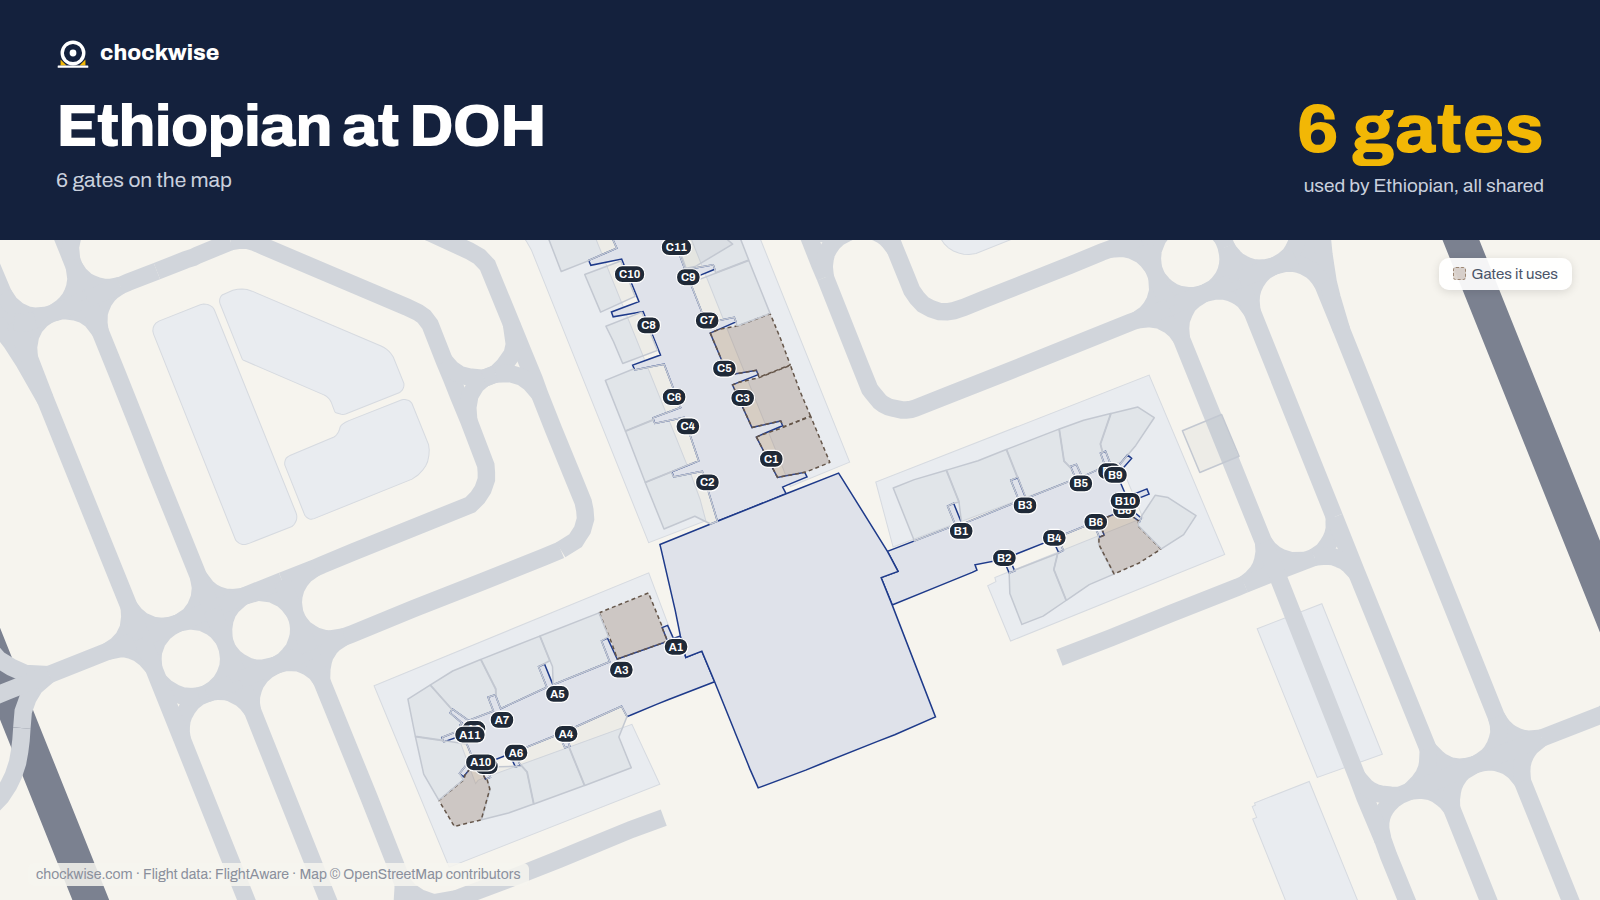 chockwise
Ethiopian at DOH
6 gates on the map
6 gates
used by Ethiopian, all shared
Gates it uses
C11
C10
C9
C8
C7
C5
C6
C3
C4
C1
C2
B9
B5
B10
B3
B6
B1
B4
B2
A1
A3
A5
A7
A11
A4
A6
A10
chockwise.com · Flight data: FlightAware · Map © OpenStreetMap contributors